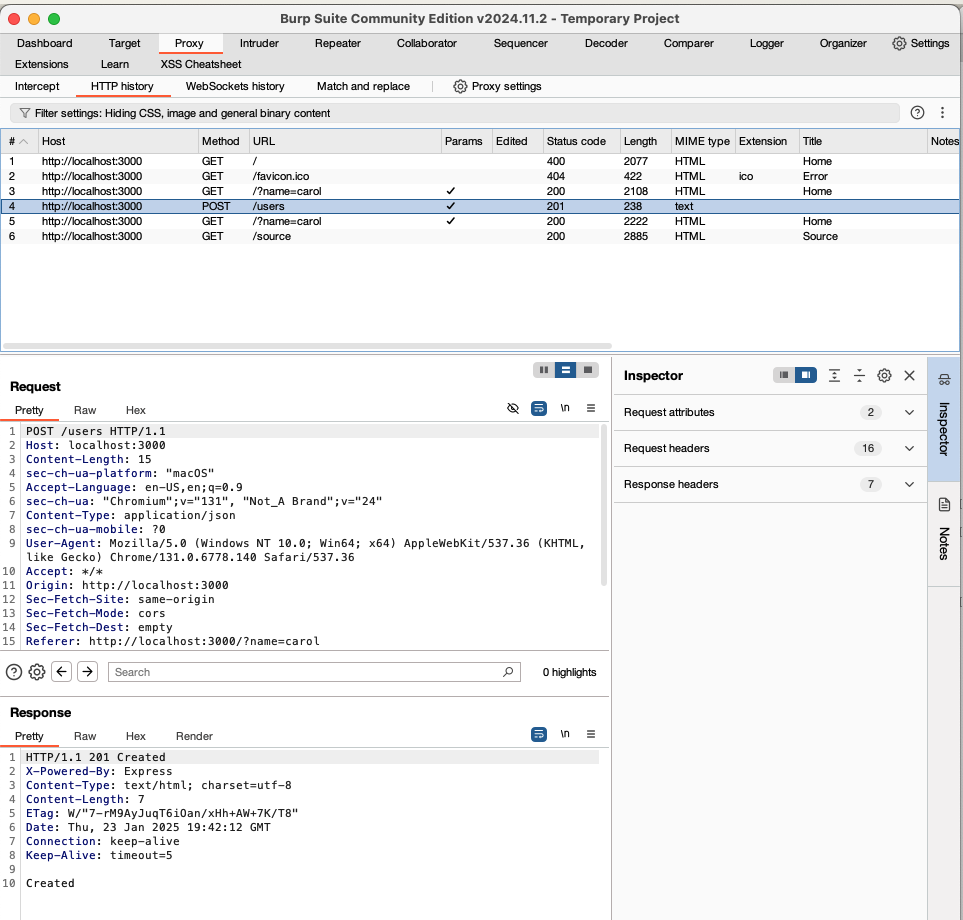 Burp Suite Community Edition v2024.11.2 - Temporary Project
Dashboard Target Proxy Intruder Repeater Collaborator Sequencer Decoder Comparer Logger Organizer Settings
Extensions Learn XSS Cheatsheet
Intercept HTTP history WebSockets history Match and replace Proxy settings
Filter settings: Hiding CSS, image and general binary content
# Host Method URL Params Edited Status code Length MIME type Extension Title Notes
1 http://localhost:3000 GET / 400 2077 HTML Home
2 http://localhost:3000 GET /favicon.ico 404 422 HTML ico Error
3 http://localhost:3000 GET /?name=carol ✓ 200 2108 HTML Home
4 http://localhost:3000 POST /users ✓ 201 238 text
5 http://localhost:3000 GET /?name=carol ✓ 200 2222 HTML Home
6 http://localhost:3000 GET /source 200 2885 HTML Source
Request
Pretty Raw Hex \n
1 POST /users HTTP/1.1
2 Host: localhost:3000
3 Content-Length: 15
4 sec-ch-ua-platform: "macOS"
5 Accept-Language: en-US,en;q=0.9
6 sec-ch-ua: "Chromium";v="131", "Not_A Brand";v="24"
7 Content-Type: application/json
8 sec-ch-ua-mobile: ?0
9 User-Agent: Mozilla/5.0 (Windows NT 10.0; Win64; x64) AppleWebKit/537.36 (KHTML,
like Gecko) Chrome/131.0.6778.140 Safari/537.36
10 Accept: */*
11 Origin: http://localhost:3000
12 Sec-Fetch-Site: same-origin
13 Sec-Fetch-Mode: cors
14 Sec-Fetch-Dest: empty
15 Referer: http://localhost:3000/?name=carol
Search 0 highlights
Response
Pretty Raw Hex Render \n
1 HTTP/1.1 201 Created
2 X-Powered-By: Express
3 Content-Type: text/html; charset=utf-8
4 Content-Length: 7
5 ETag: W/"7-rM9AyJuqT6iOan/xHh+AW+7K/T8"
6 Date: Thu, 23 Jan 2025 19:42:12 GMT
7 Connection: keep-alive
8 Keep-Alive: timeout=5
9
10 Created
Inspector
Request attributes 2
Request headers 16
Response headers 7
Inspector
Notes